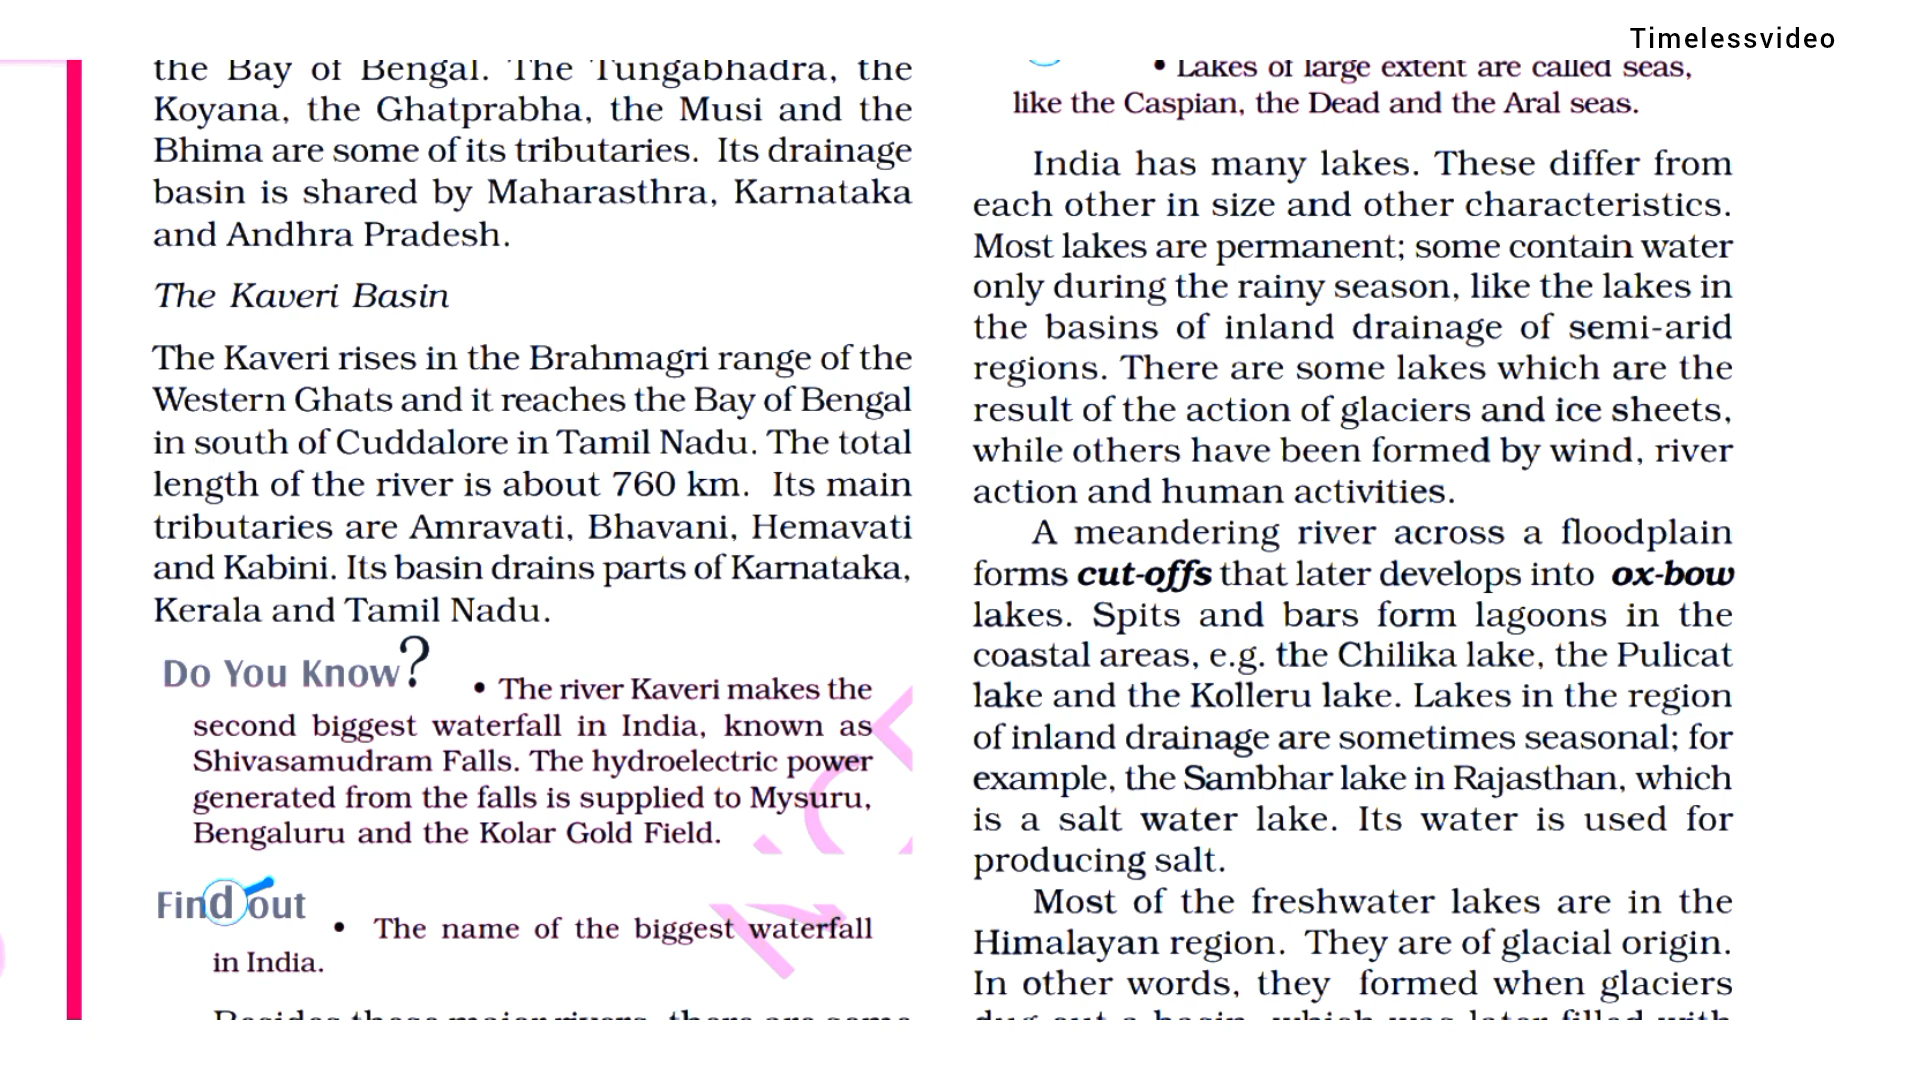 Timelessvideo
the Bay of Bengal. The Tungabhadra, the
Koyana, the Ghatprabha, the Musi and the
Bhima are some of its tributaries. Its drainage
basin is shared by Maharasthra, Karnataka
and Andhra Pradesh.
The Kaveri Basin
The Kaveri rises in the Brahmagri range of the
Western Ghats and it reaches the Bay of Bengal
in south of Cuddalore in Tamil Nadu. The total
length of the river is about 760 km. Its main
tributaries are Amravati, Bhavani, Hemavati
and Kabini. Its basin drains parts of Karnataka,
Kerala and Tamil Nadu.
Do You Know?
• The river Kaveri makes the
second biggest waterfall in India, known as
Shivasamudram Falls. The hydroelectric power
generated from the falls is supplied to Mysuru,
Bengaluru and the Kolar Gold Field.
Find out
• The name of the biggest waterfall
in India.
Besides these major rivers, there are some
• Lakes of large extent are called seas,
like the Caspian, the Dead and the Aral seas.
India has many lakes. These differ from
each other in size and other characteristics.
Most lakes are permanent; some contain water
only during the rainy season, like the lakes in
the basins of inland drainage of semi-arid
regions. There are some lakes which are the
result of the action of glaciers and ice sheets,
while others have been formed by wind, river
action and human activities.
A meandering river across a floodplain
forms cut-offs that later develops into ox-bow
lakes. Spits and bars form lagoons in the
coastal areas, e.g. the Chilika lake, the Pulicat
lake and the Kolleru lake. Lakes in the region
of inland drainage are sometimes seasonal; for
example, the Sambhar lake in Rajasthan, which
is a salt water lake. Its water is used for
producing salt.
Most of the freshwater lakes are in the
Himalayan region. They are of glacial origin.
In other words, they formed when glaciers
dug out a basin, which was later filled with